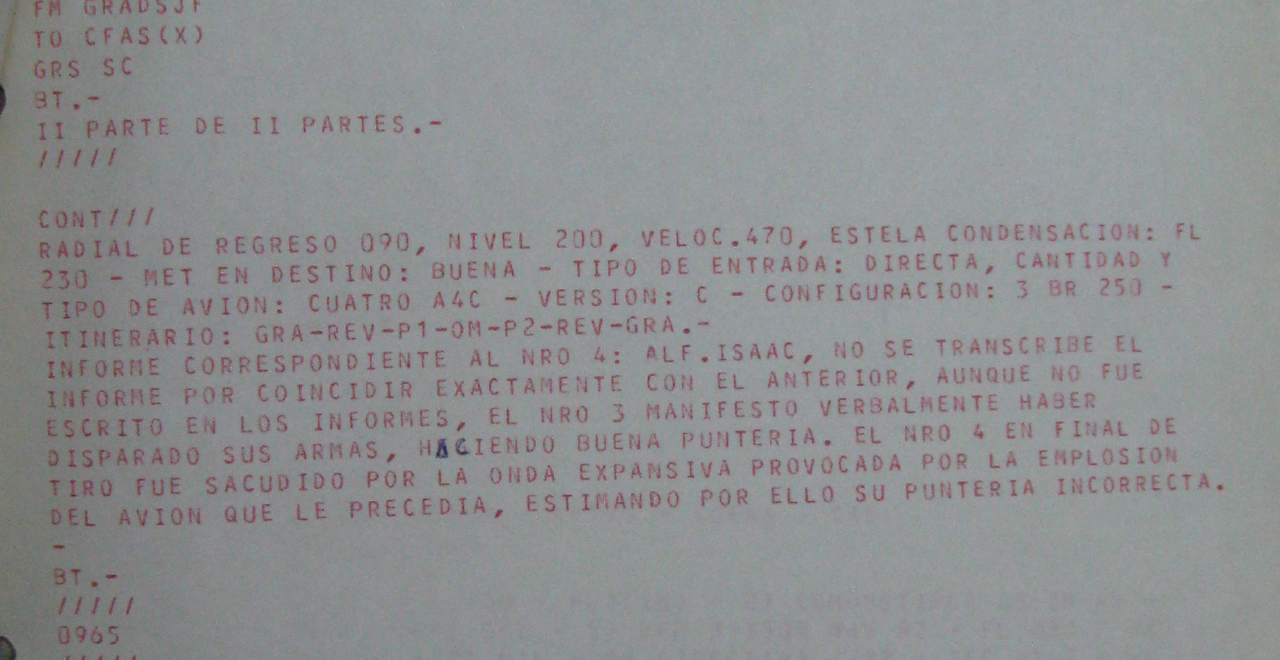 FM GRADSJF
TO CFAS(X)
GRS SC
BT.-
II PARTE DE II PARTES.-
/////
CONT///
RADIAL DE REGRESO 090, NIVEL 200, VELOC.470, ESTELA CONDENSACION: FL
230 - MET EN DESTINO: BUENA - TIPO DE ENTRADA: DIRECTA, CANTIDAD Y
TIPO DE AVION: CUATRO A4C - VERSION: C - CONFIGURACION: 3 BR 250 -
ITINERARIO: GRA-REV-P1-OM-P2-REV-GRA.-
INFORME CORRESPONDIENTE AL NRO 4: ALF.ISAAC, NO SE TRANSCRIBE EL
INFORME POR COINCIDIR EXACTAMENTE CON EL ANTERIOR, AUNQUE NO FUE
ESCRITO EN LOS INFORMES, EL NRO 3 MANIFESTO VERBALMENTE HABER
DISPARADO SUS ARMAS, HACIENDO BUENA PUNTERIA. EL NRO 4 EN FINAL DE
TIRO FUE SACUDIDO POR LA ONDA EXPANSIVA PROVOCADA POR LA EMPLOSION
DEL AVION QUE LE PRECEDIA, ESTIMANDO POR ELLO SU PUNTERIA INCORRECTA.
-
BT.-
/////
0965
/////